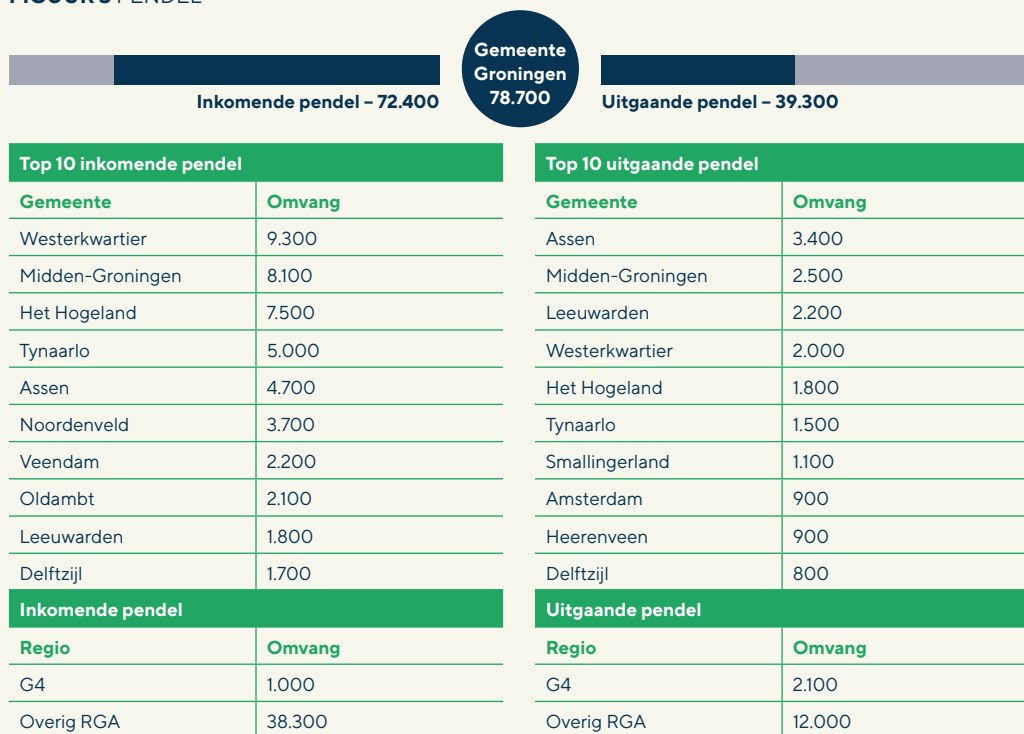 Gemeente
Groningen
78.700
Inkomende pendel – 72.400
Uitgaande pendel – 39.300
Top 10 inkomende pendel
Gemeente Omvang
Westerkwartier 9.300
Midden-Groningen 8.100
Het Hogeland 7.500
Tynaarlo 5.000
Assen 4.700
Noordenveld 3.700
Veendam 2.200
Oldambt 2.100
Leeuwarden 1.800
Delftzijl 1.700
Inkomende pendel
Regio Omvang
G4 1.000
Overig RGA 38.300
Top 10 uitgaande pendel
Gemeente Omvang
Assen 3.400
Midden-Groningen 2.500
Leeuwarden 2.200
Westerkwartier 2.000
Het Hogeland 1.800
Tynaarlo 1.500
Smallingerland 1.100
Amsterdam 900
Heerenveen 900
Delftzijl 800
Uitgaande pendel
Regio Omvang
G4 2.100
Overig RGA 12.000